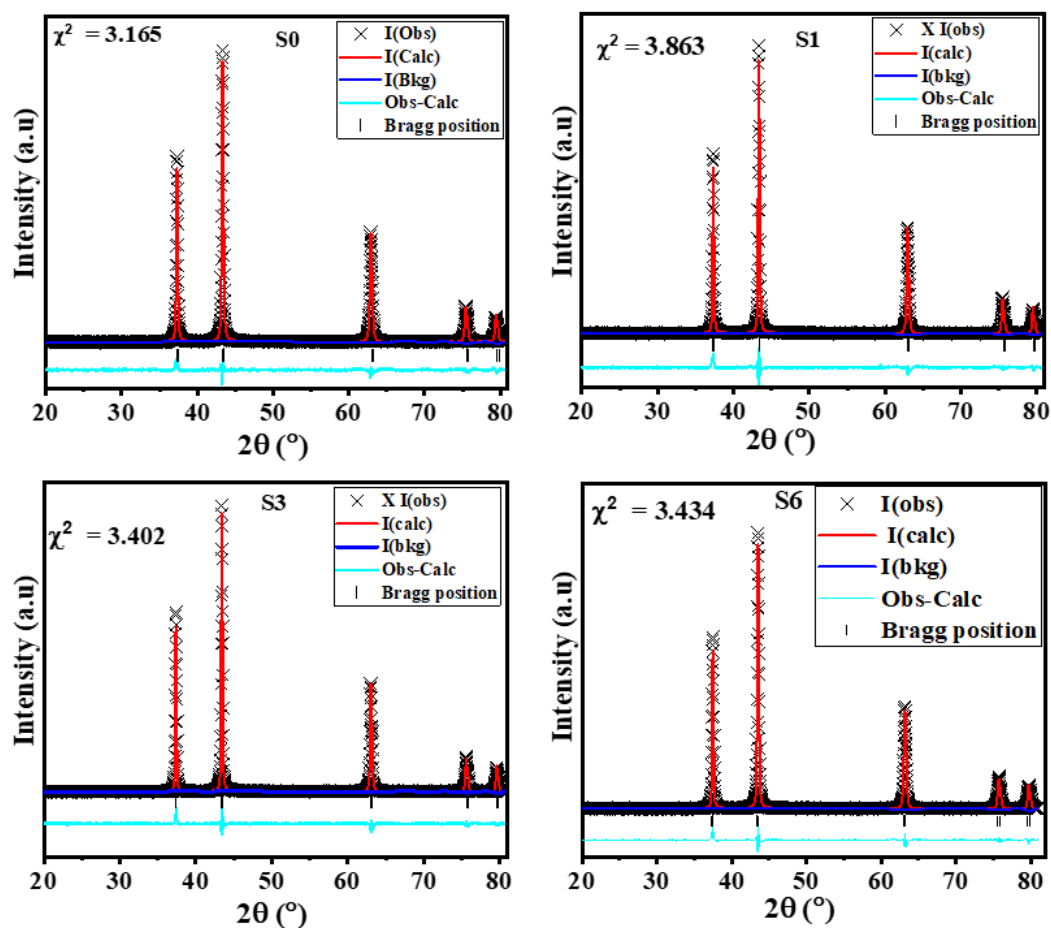 χ² = 3.165
S0
I(Obs)
I(Calc)
I(Bkg)
Obs-Calc
Bragg position
Intensity (a.u)
20 30 40 50 60 70 80
2θ (°)
χ² = 3.863
S1
X I(obs)
I(calc)
I(bkg)
Obs-Calc
Bragg position
Intensity (a.u)
20 30 40 50 60 70 80
2θ (°)
χ² = 3.402
S3
X I(obs)
I(calc)
I(bkg)
Obs-Calc
Bragg position
Intensity (a.u)
20 30 40 50 60 70 80
2θ (°)
χ² = 3.434
S6
I(obs)
I(calc)
I(bkg)
Obs-Calc
Bragg position
Intensity (a.u)
20 30 40 50 60 70 80
2θ (°)